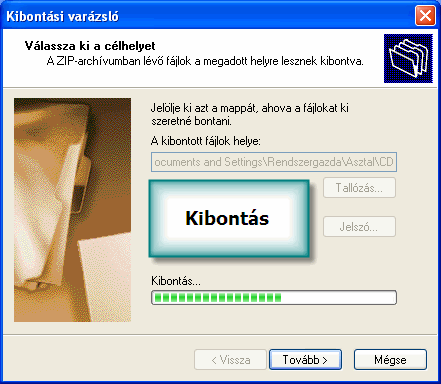 Kibontási varázsló
Válassza ki a célhelyet
A ZIP-archívumban lévő fájlok a megadott helyre lesznek kibontva.
Jelölje ki azt a mappát, ahova a fájlokat ki
szeretné bontani.
A kibontott fájlok helye:
ocuments and Settings\Rendszergazda\Asztal\CD
Tallózás...
Kibontás
Jelszó...
Kibontás...
< Vissza
Tovább >
Mégse